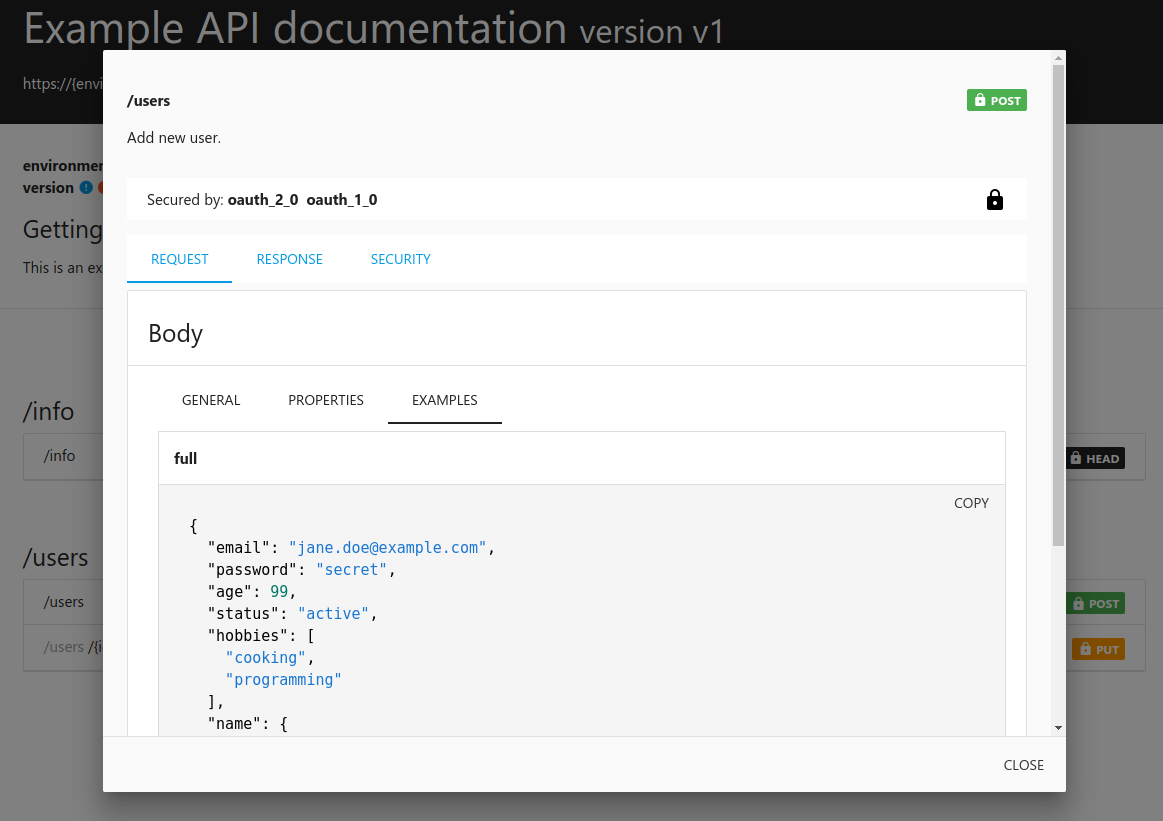 Example API documentation version v1
https://{envi
/users
POST
Add new user.
environmen
version
Secured by: oauth_2_0 oauth_1_0
Getting
REQUEST RESPONSE SECURITY
This is an ex
Body
GENERAL PROPERTIES EXAMPLES
/info
/info
HEAD
full
COPY
{
"email": "jane.doe@example.com",
"password": "secret",
"age": 99,
"status": "active",
"hobbies": [
"cooking",
"programming"
],
"name": {
/users
/users
POST
/users /{i
PUT
CLOSE